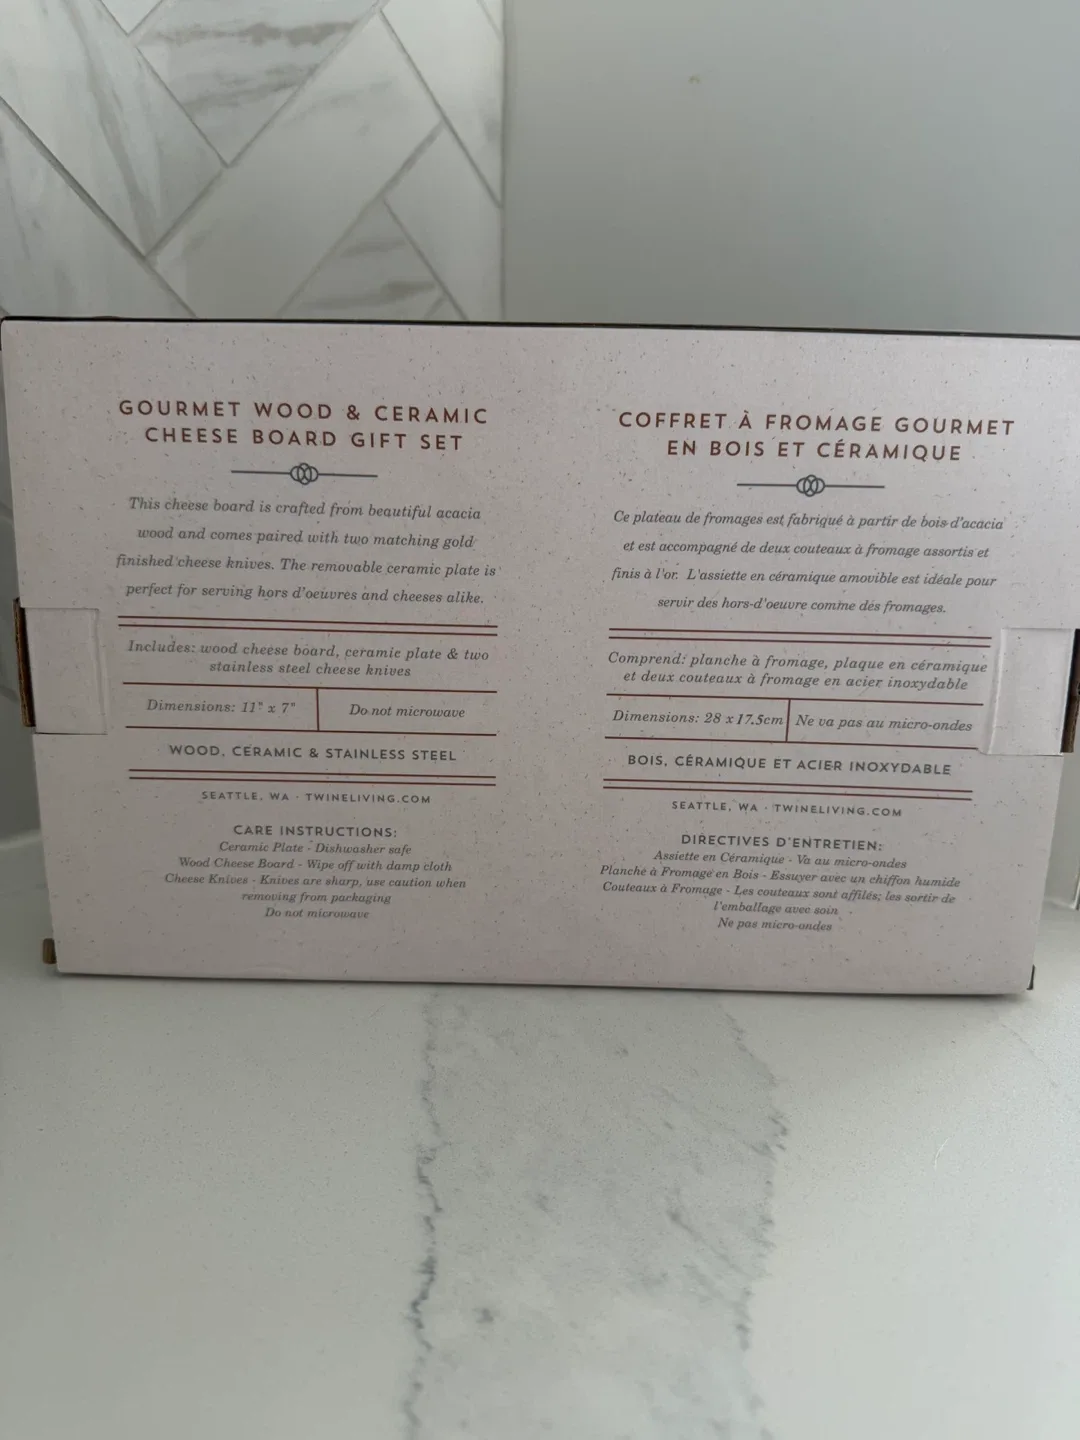 GOURMET WOOD & CERAMIC
CHEESE BOARD GIFT SET
This cheese board is crafted from beautiful acacia
wood and comes paired with two matching gold
finished cheese knives. The removable ceramic plate is
perfect for serving hors d'oeuvres and cheeses alike.
Includes: wood cheese board, ceramic plate & two
stainless steel cheese knives
Dimensions: 11" x 7"
Do not microwave
WOOD, CERAMIC & STAINLESS STEEL
SEATTLE, WA · TWINELIVING.COM
CARE INSTRUCTIONS:
Ceramic Plate - Dishwasher safe
Wood Cheese Board - Wipe off with damp cloth
Cheese Knives - Knives are sharp, use caution when
removing from packaging
Do not microwave
COFFRET À FROMAGE GOURMET
EN BOIS ET CÉRAMIQUE
Ce plateau de fromages est fabriqué à partir de bois d'acacia
et est accompagné de deux couteaux à fromage assortis et
finis à l'or. L'assiette en céramique amovible est idéale pour
servir des hors-d'oeuvre comme des fromages.
Comprend: planche à fromage, plaque en céramique
et deux couteaux à fromage en acier inoxydable
Dimensions: 28 x 17.5cm
Ne va pas au micro-ondes
BOIS, CÉRAMIQUE ET ACIER INOXYDABLE
SEATTLE, WA · TWINELIVING.COM
DIRECTIVES D'ENTRETIEN:
Assiette en Céramique - Va au micro-ondes
Planche à Fromage en Bois - Essuyer avec un chiffon humide
Couteaux à Fromage - Les couteaux sont affilés; les sortir de
l'emballage avec soin
Ne pas micro-ondes